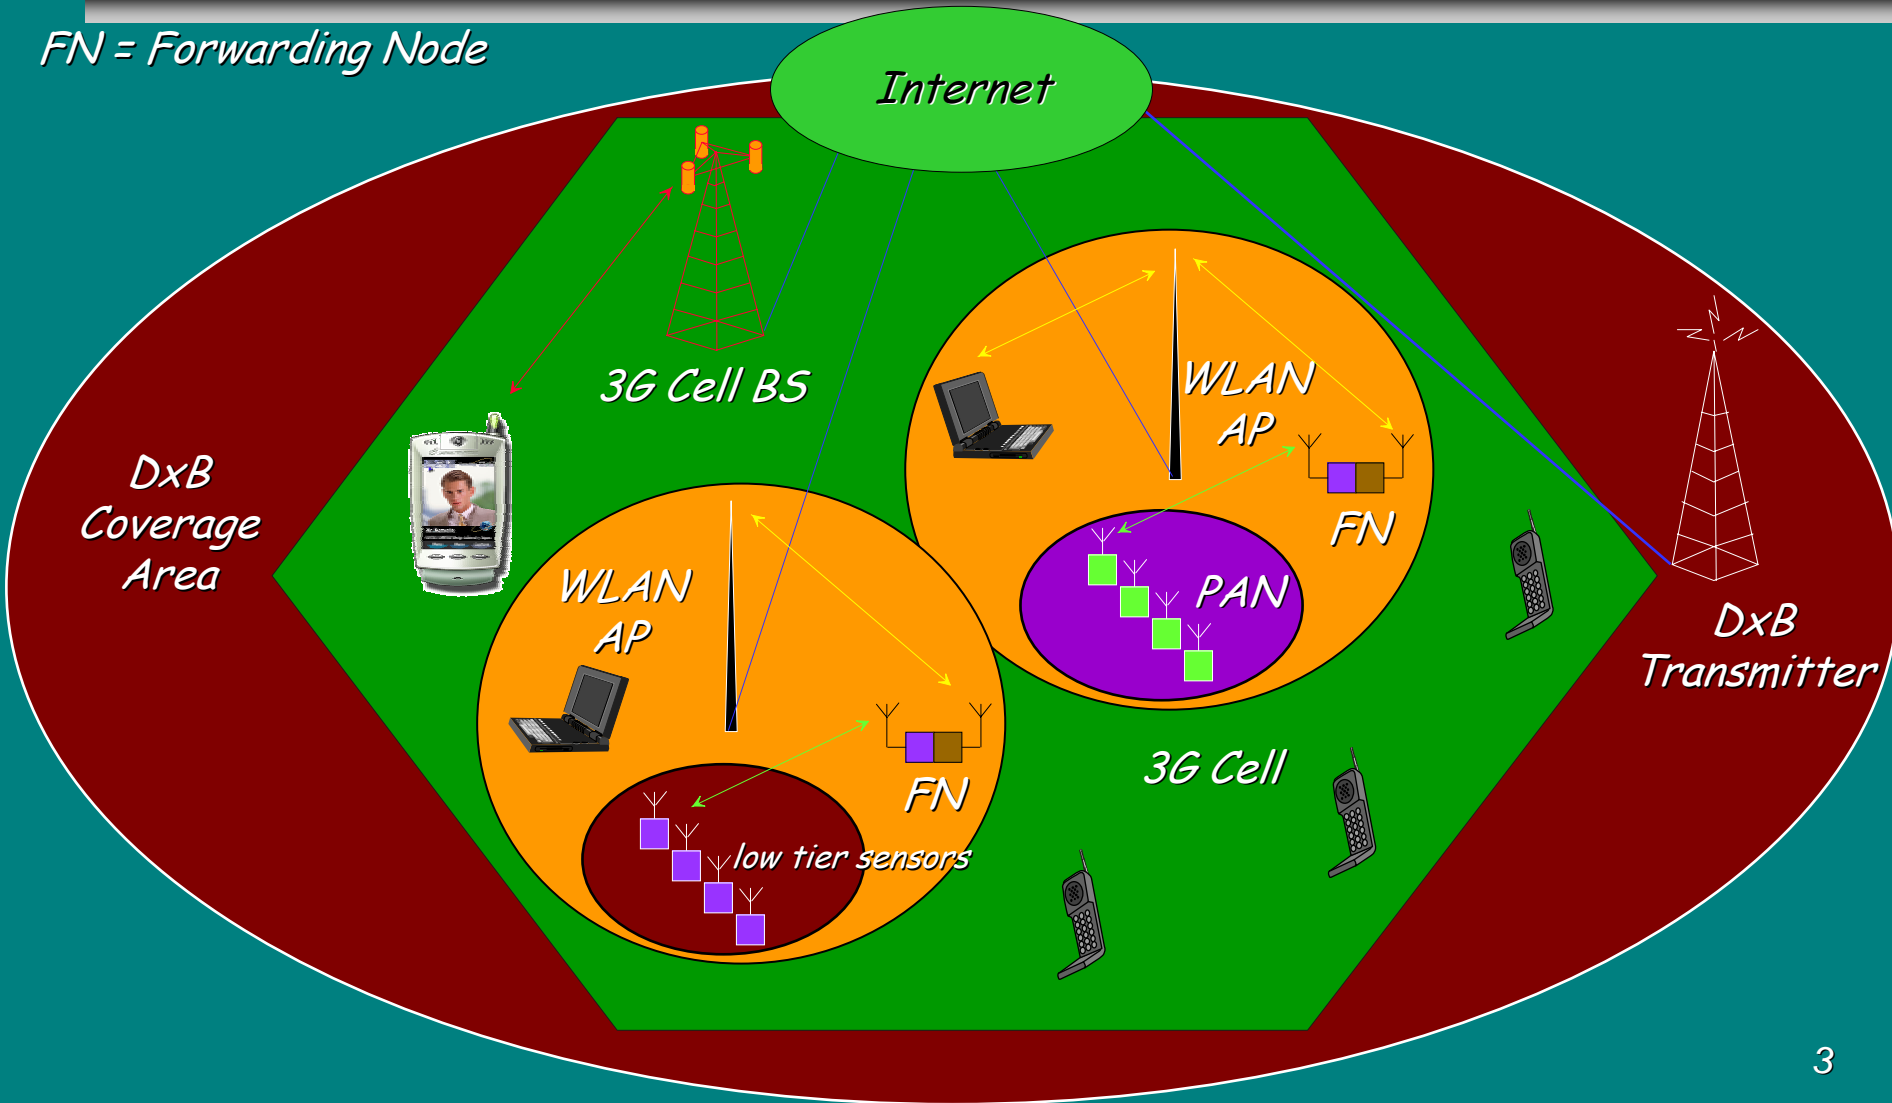 FN = Forwarding Node
Internet
3G Cell BS
WLAN
AP
FN
DxB
Coverage
Area
WLAN
AP
PAN
DxB
Transmitter
3G Cell
FN
low tier sensors
3